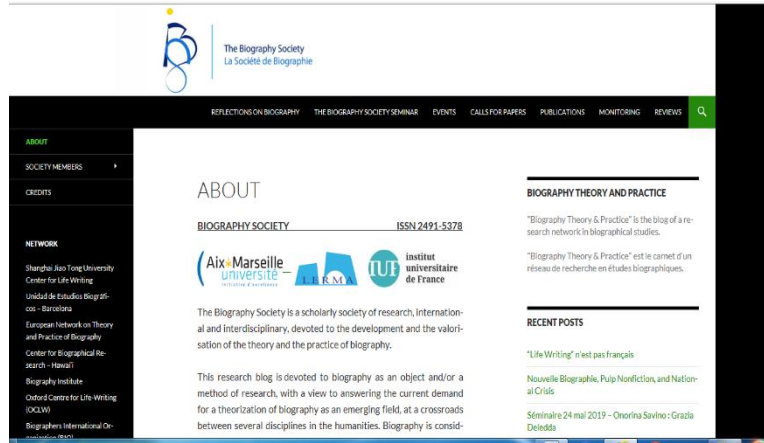 The Biography Society
La Société de Biographie
REFLECTIONS ON BIOGRAPHY THE BIOGRAPHY SOCIETY SEMINAR EVENTS CALLS FOR PAPERS PUBLICATIONS MONITORING REVIEWS
ABOUT
SOCIETY MEMBERS
CREDITS
NETWORK
Shanghai Jiao Tong University
Center for Life Writing
Unidad de Estudios Biográfi-
cos – Barcelona
European Network on Theory
and Practice of Biography
Center for Biographical Re-
search – Hawai'i
Biography Institute
Oxford Centre for Life-Writing
(OCLW)
Biographers International Or-
ganization (BIO)
ABOUT
BIOGRAPHY SOCIETY ISSN 2491-5378
Aix*Marseille
université
initiative d'excellence
LERMA
IUF
institut
universitaire
de France
The Biography Society is a scholarly society of research, internation-
al and interdisciplinary, devoted to the development and the valori-
sation of the theory and the practice of biography.
This research blog is devoted to biography as an object and/or a
method of research, with a view to answering the current demand
for a theorization of biography as an emerging field, at a crossroads
between several disciplines in the humanities. Biography is consid-
BIOGRAPHY THEORY AND PRACTICE
"Biography Theory & Practice" is the blog of a re-
search network in biographical studies.
"Biography Theory & Practice" est le carnet d'un
réseau de recherche en études biographiques.
RECENT POSTS
"Life Writing" n'est pas français
Nouvelle Biographie, Pulp Nonfiction, and Nation-
al Crisis
Séminaire 24 mai 2019 – Onorina Savino : Grazia
Deledda